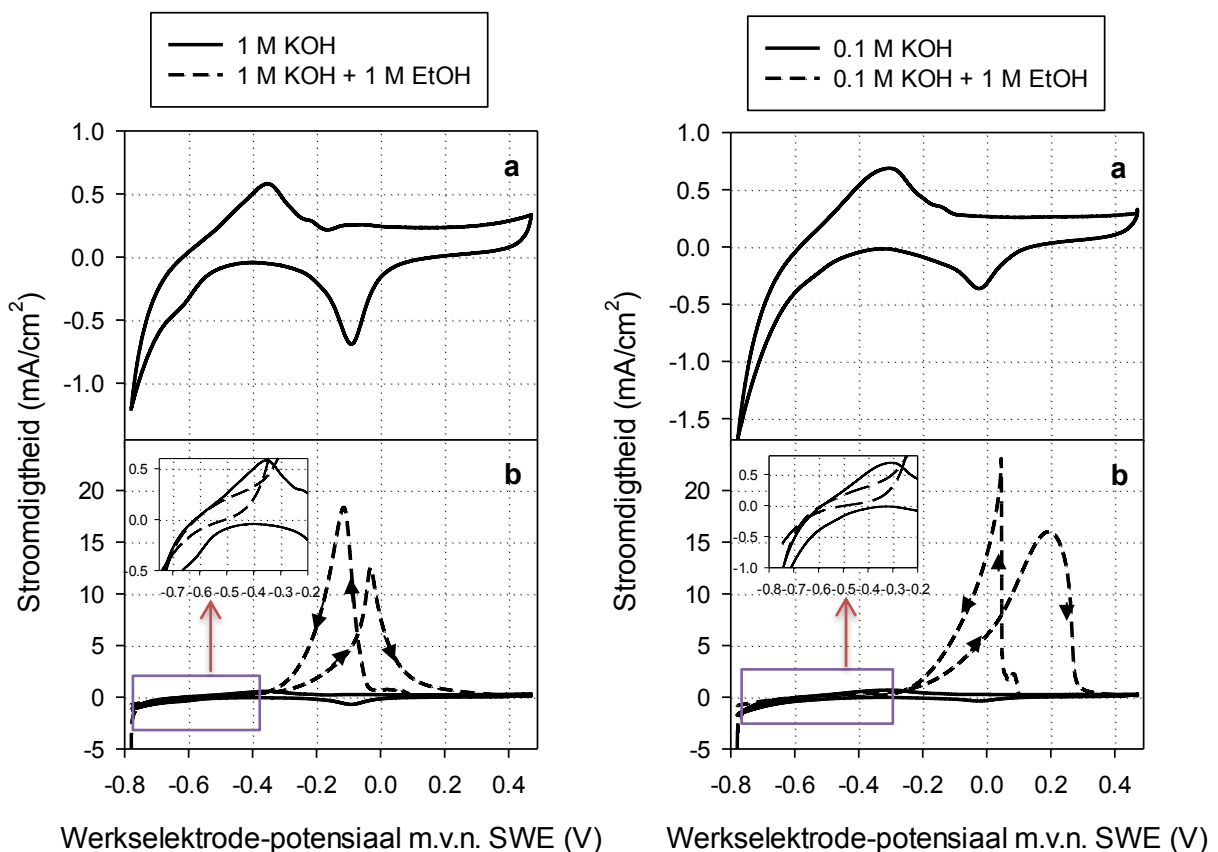 1 M KOH
1 M KOH + 1 M EtOH
1.0
0.5
0.0
-0.5
-1.0
a
20
15
10
5
0
-5
b
0.5
0.0
-0.5
-0.7 -0.6 -0.5 -0.4 -0.3 -0.2
-0.8 -0.6 -0.4 -0.2 0.0 0.2 0.4
Stroomdigtheid (mA/cm2)
Werkselektrode-potensiaal m.v.n. SWE (V)
0.1 M KOH
0.1 M KOH + 1 M EtOH
1.0
0.5
0.0
-0.5
-1.0
-1.5
a
20
15
10
5
0
-5
b
0.5
0.0
-0.5
-1.0
-0.8 -0.7 -0.6 -0.5 -0.4 -0.3 -0.2
-0.8 -0.6 -0.4 -0.2 0.0 0.2 0.4
Stroomdigtheid (mA/cm2)
Werkselektrode-potensiaal m.v.n. SWE (V)